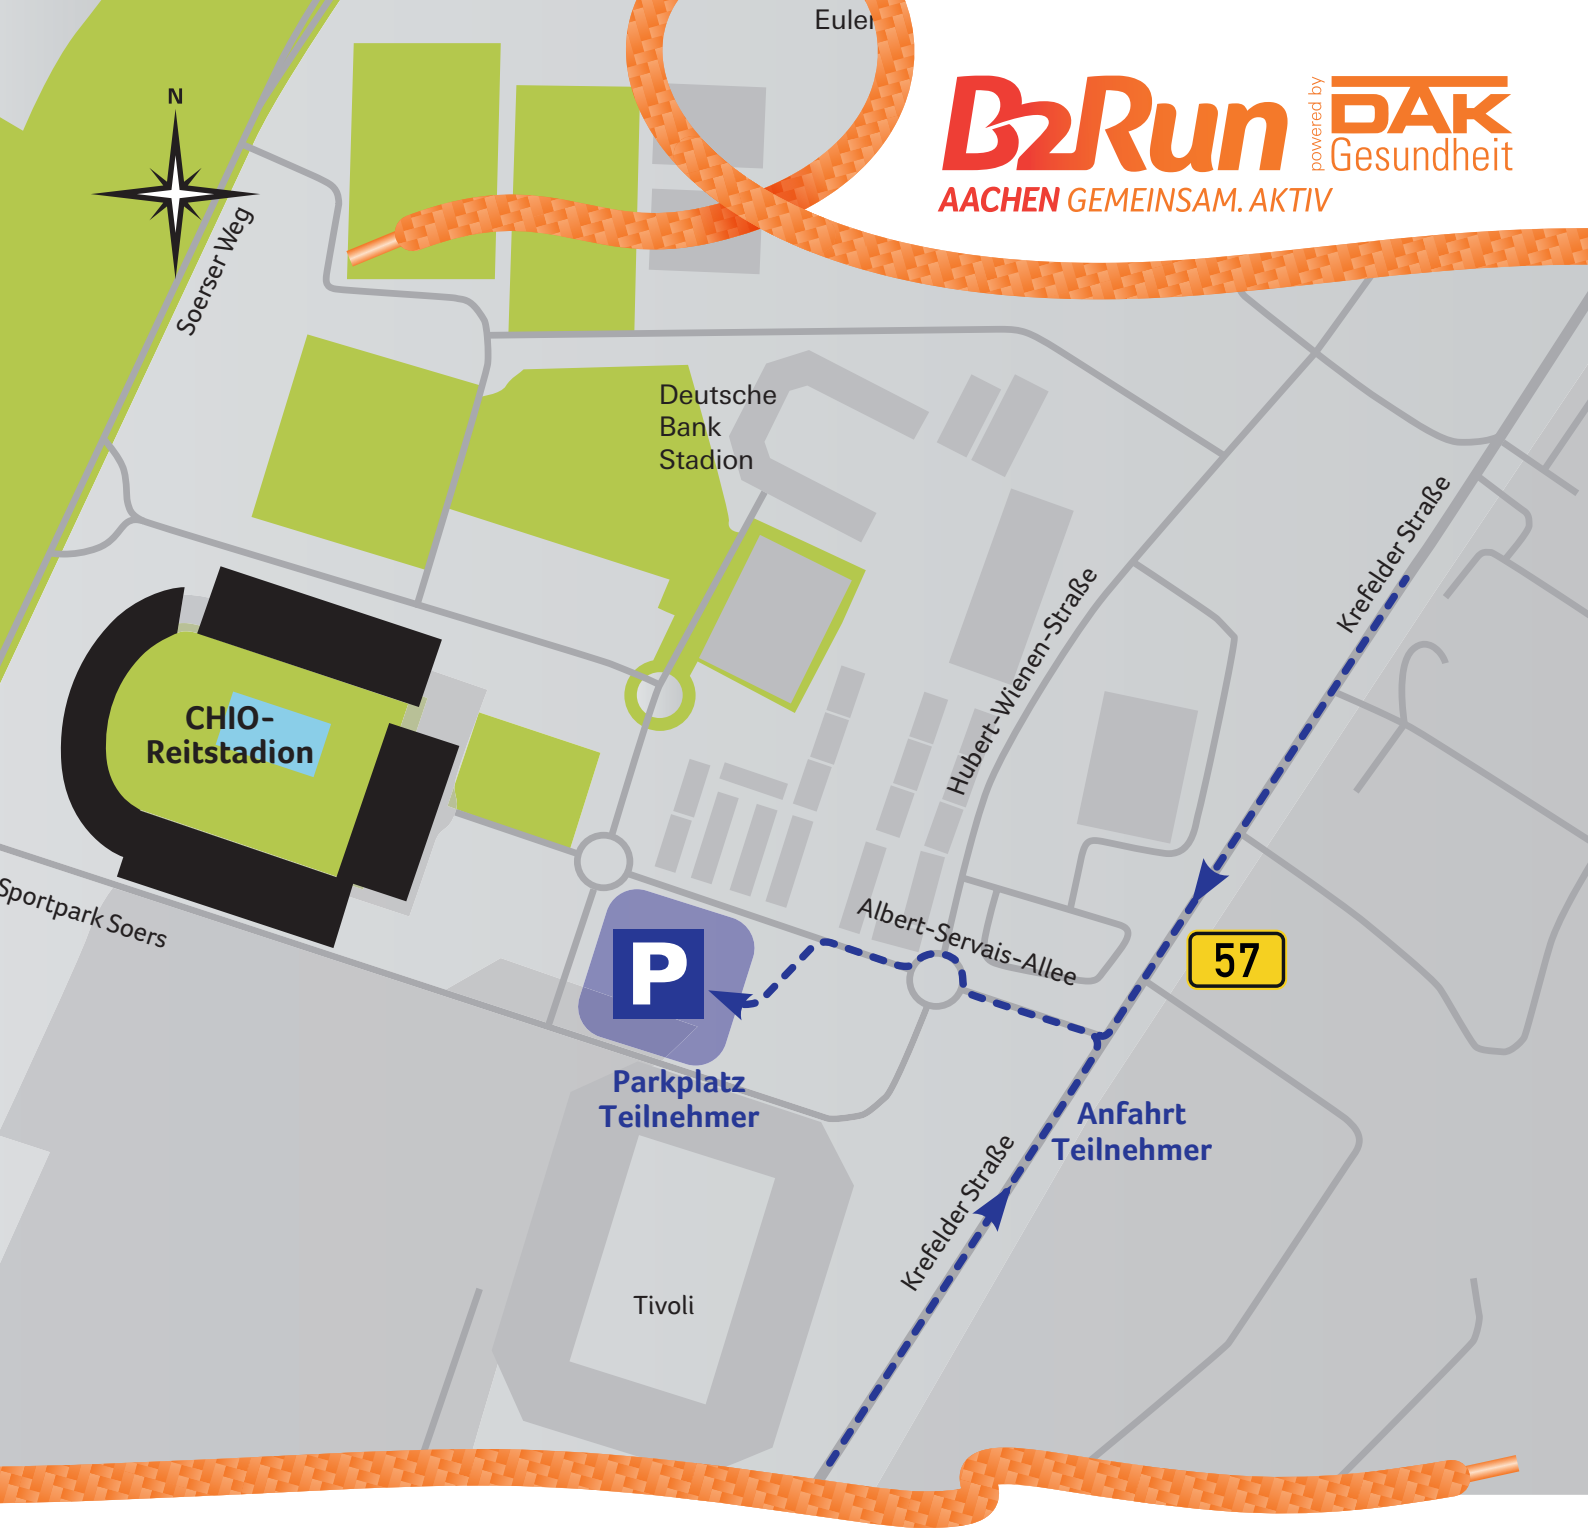 Euler
B2Run
powered by
DAK
Gesundheit
AACHEN GEMEINSAM. AKTIV
N
Soerser Weg
Deutsche
Bank
Stadion
Krefelder Straße
Hubert-Wienen-Straße
CHIO-
Reitstadion
Sportpark Soers
Albert-Servais-Allee
57
P
Parkplatz
Teilnehmer
Anfahrt
Teilnehmer
Krefelder Straße
Tivoli